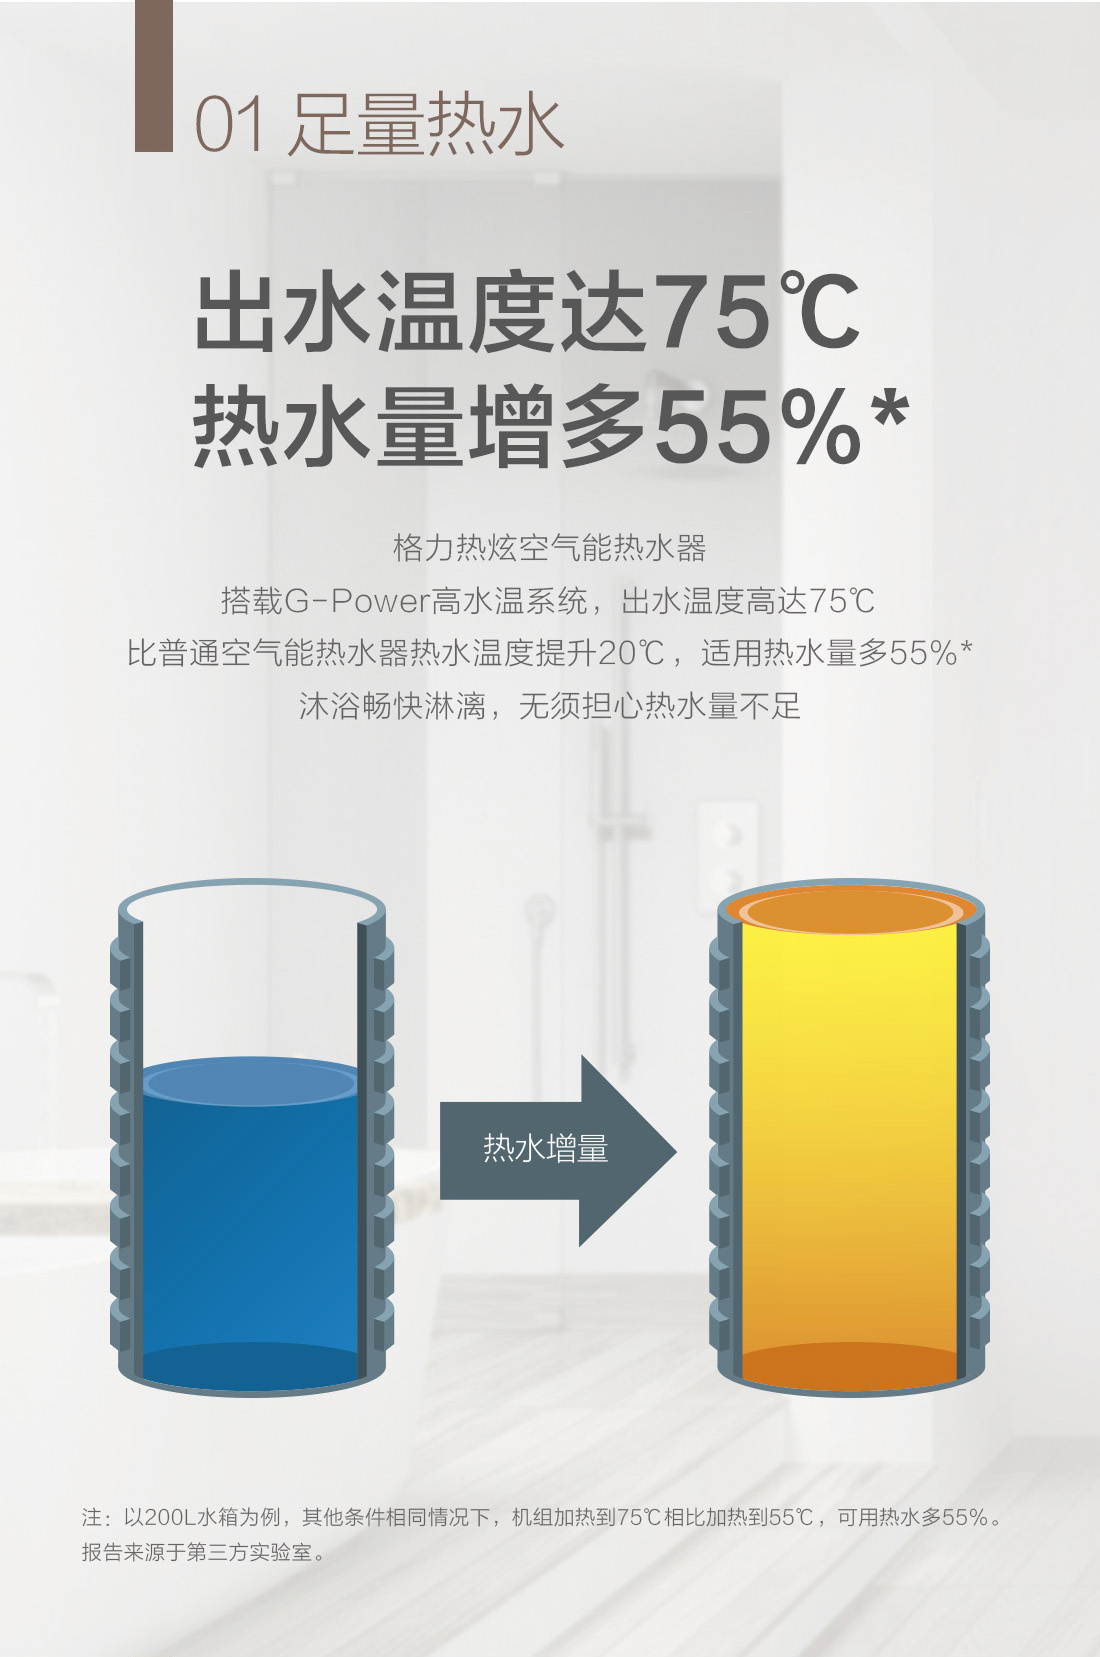 01 足量热水
出水温度达75℃
热水量增多55%*
格力热炫空气能热水器
搭载G-Power高水温系统，出水温度高达75℃
比普通空气能热水器热水温度提升20℃，适用热水量多55%*
沐浴畅快淋漓，无须担心热水量不足
热水增量
注：以200L水箱为例，其他条件相同情况下，机组加热到75℃相比加热到55℃，可用热水多55%。
报告来源于第三方实验室。